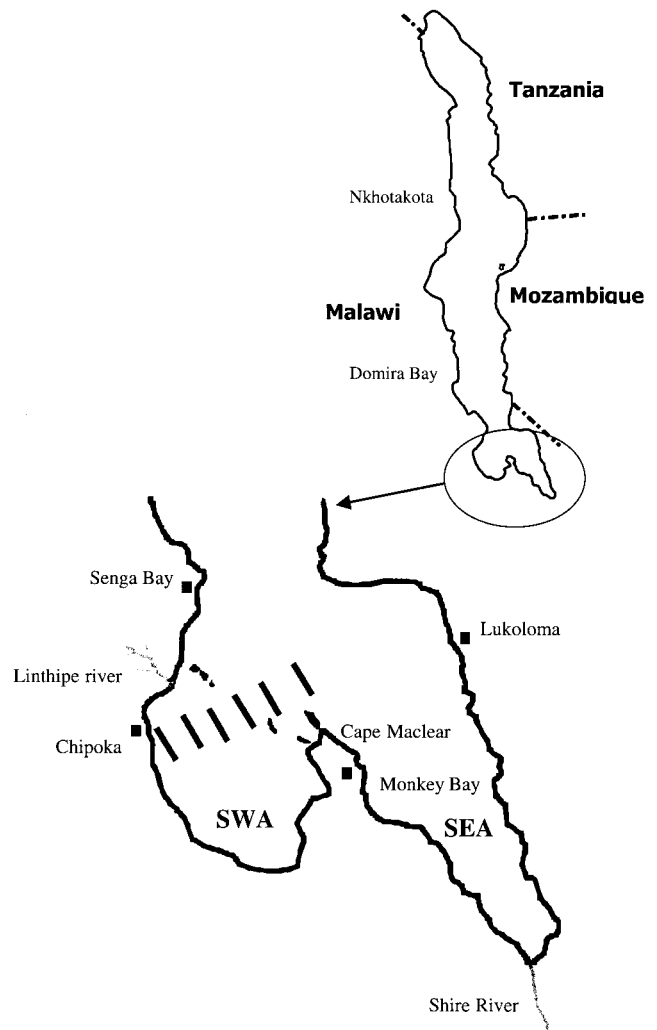 Tanzania
Nkhotakota
Mozambique
Malawi
Domira Bay
Senga Bay
Lukoloma
Linthipe river
Cape Maclear
Chipoka
Monkey Bay
SWA
SEA
Shire River